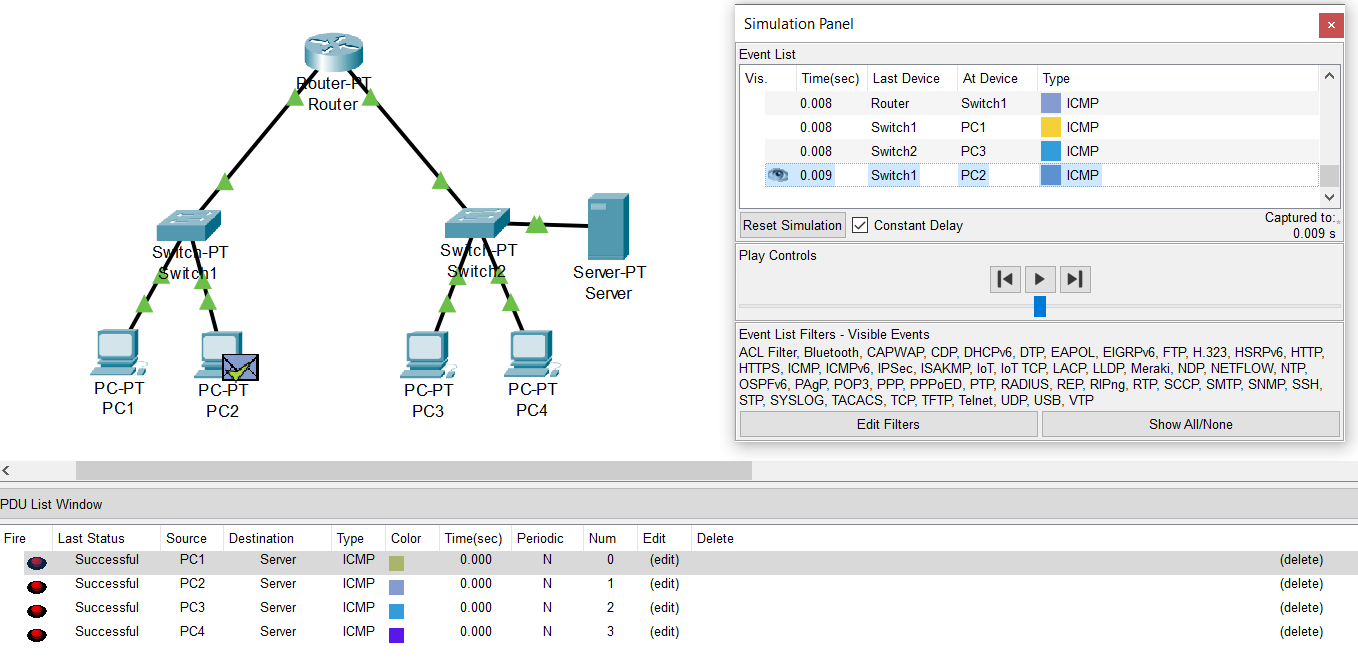 Router-PT
Router
Switch-PT
Switch1
Switch-PT
Switch2
Server-PT
Server
PC-PT
PC1
PC-PT
PC2
PC-PT
PC3
PC-PT
PC4
Simulation Panel
Event List
Vis. Time(sec) Last Device At Device Type
0.008 Router Switch1 ICMP
0.008 Switch1 PC1 ICMP
0.008 Switch2 PC3 ICMP
0.009 Switch1 PC2 ICMP
Reset Simulation Constant Delay
Captured to:
0.009 s
Play Controls
Event List Filters - Visible Events
ACL Filter, Bluetooth, CAPWAP, CDP, DHCPv6, DTP, EAPOL, EIGRPv6, FTP, H.323, HSRPv6, HTTP,
HTTPS, ICMP, ICMPv6, IPSec, ISAKMP, IoT, IoT TCP, LACP, LLDP, Meraki, NDP, NETFLOW, NTP,
OSPFv6, PAgP, POP3, PPP, PPPoED, PTP, RADIUS, REP, RIPng, RTP, SCCP, SMTP, SNMP, SSH,
STP, SYSLOG, TACACS, TCP, TFTP, Telnet, UDP, USB, VTP
Edit Filters Show All/None
PDU List Window
Fire Last Status Source Destination Type Color Time(sec) Periodic Num Edit Delete
Successful PC1 Server ICMP 0.000 N 0 (edit) (delete)
Successful PC2 Server ICMP 0.000 N 1 (edit) (delete)
Successful PC3 Server ICMP 0.000 N 2 (edit) (delete)
Successful PC4 Server ICMP 0.000 N 3 (edit) (delete)